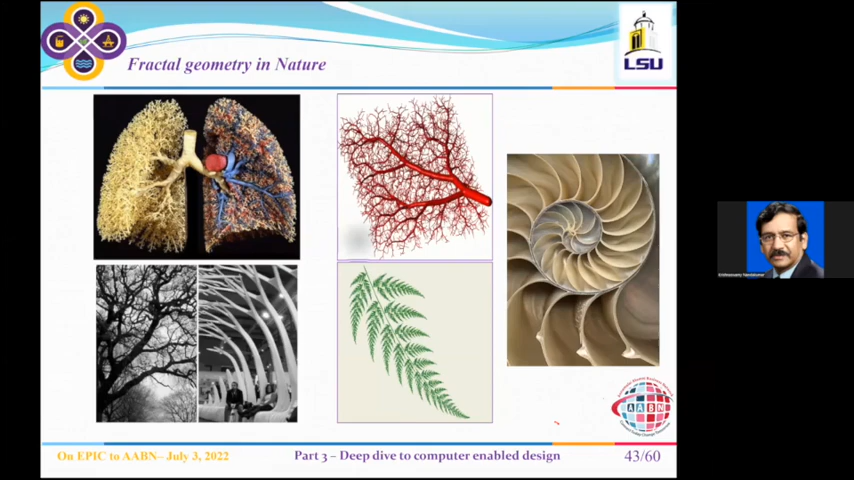 Fractal geometry in Nature
LSU
AABN
On EPIC to AABN– July 3, 2022
Part 3 – Deep dive to computer enabled design
43/60